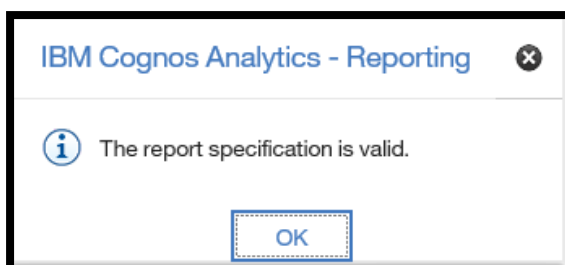 IBM Cognos Analytics - Reporting
The report specification is valid.
OK